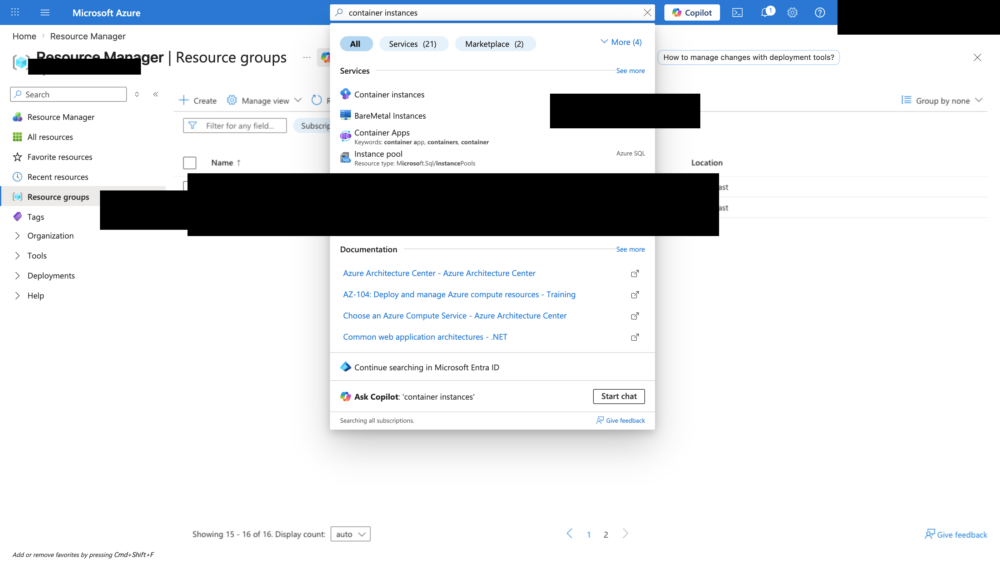 Microsoft Azure
container instances
Copilot
1
Home > Resource Manager
Resource Manager | Resource groups
...
How to manage changes with deployment tools?
All
Services (21)
Marketplace (2)
More (4)
Services
See more
Container instances
BareMetal Instances
Container Apps
Keywords: container app, containers, container
Instance pool
Azure SQL
Resource type: Microsoft.Sql/instancePools
Search
Resource Manager
All resources
Favorite resources
Recent resources
Resource groups
Tags
Organization
Tools
Deployments
Help
Create
Manage view
Group by none
Filter for any field...
Name ↑
Location
Documentation
See more
Azure Architecture Center - Azure Architecture Center
AZ-104: Deploy and manage Azure compute resources - Training
Choose an Azure Compute Service - Azure Architecture Center
Common web application architectures - .NET
Continue searching in Microsoft Entra ID
Ask Copilot: 'container instances'
Start chat
Searching all subscriptions.
Give feedback
Showing 15 - 16 of 16. Display count:
auto
1
2
Give feedback
Add or remove favorites by pressing Cmd+Shift+F